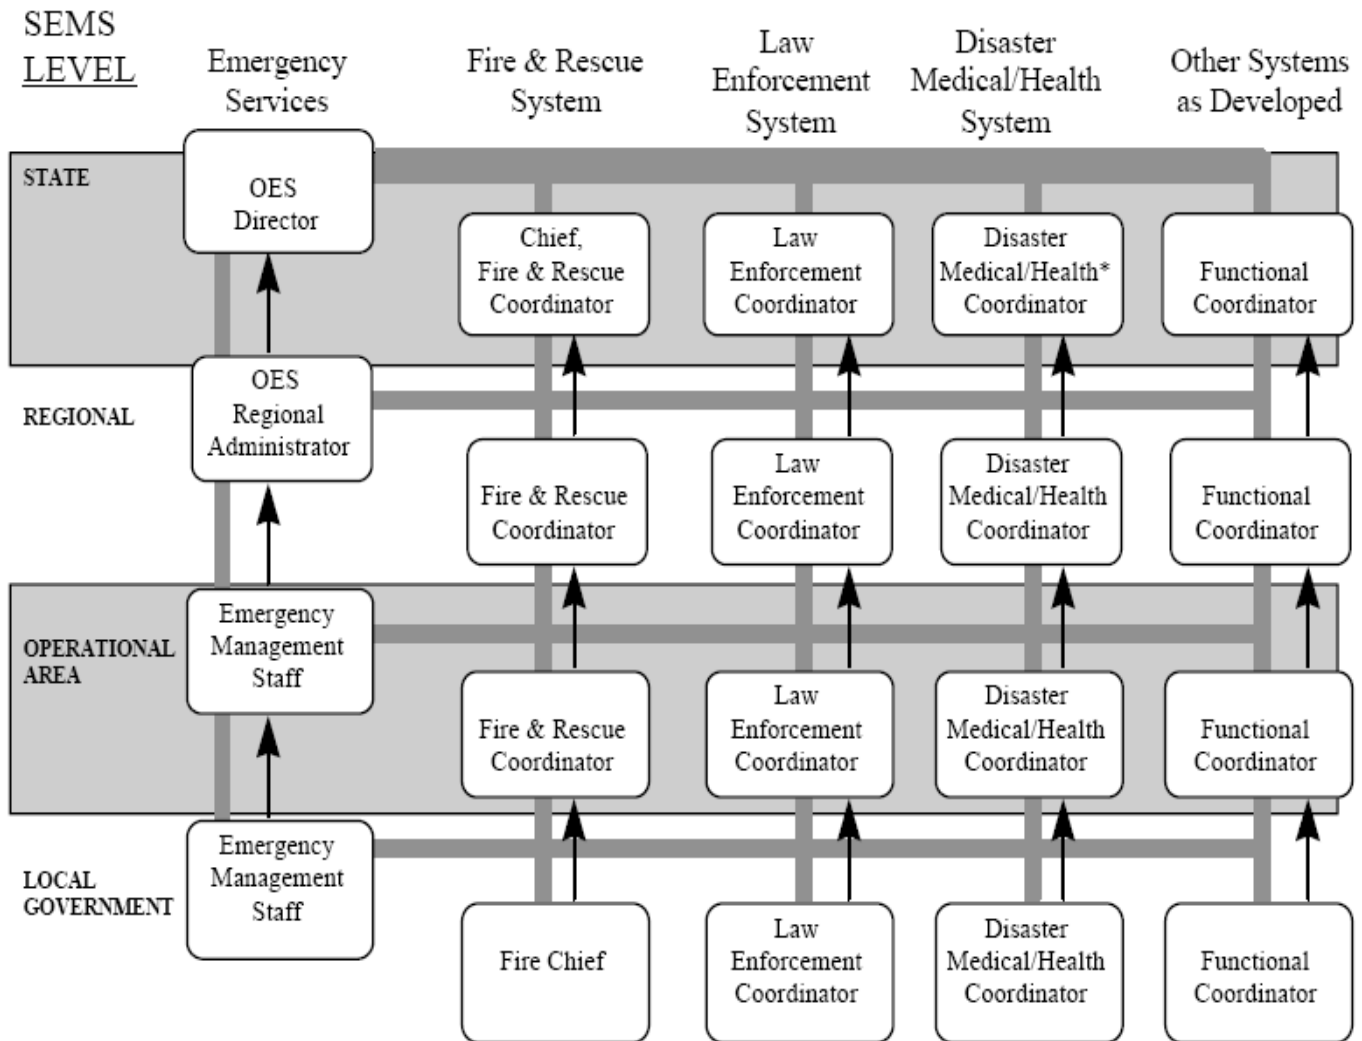 SEMS
LEVEL
Emergency
Services
Fire & Rescue
System
Law
Enforcement
System
Disaster
Medical/Health
System
Other Systems
as Developed
STATE
OES
Director
Chief,
Fire & Rescue
Coordinator
Law
Enforcement
Coordinator
Disaster
Medical/Health*
Coordinator
Functional
Coordinator
REGIONAL
OES
Regional
Administrator
Fire & Rescue
Coordinator
Law
Enforcement
Coordinator
Disaster
Medical/Health
Coordinator
Functional
Coordinator
OPERATIONAL
AREA
Emergency
Management
Staff
Fire & Rescue
Coordinator
Law
Enforcement
Coordinator
Disaster
Medical/Health
Coordinator
Functional
Coordinator
LOCAL
GOVERNMENT
Emergency
Management
Staff
Fire Chief
Law
Enforcement
Coordinator
Disaster
Medical/Health
Coordinator
Functional
Coordinator